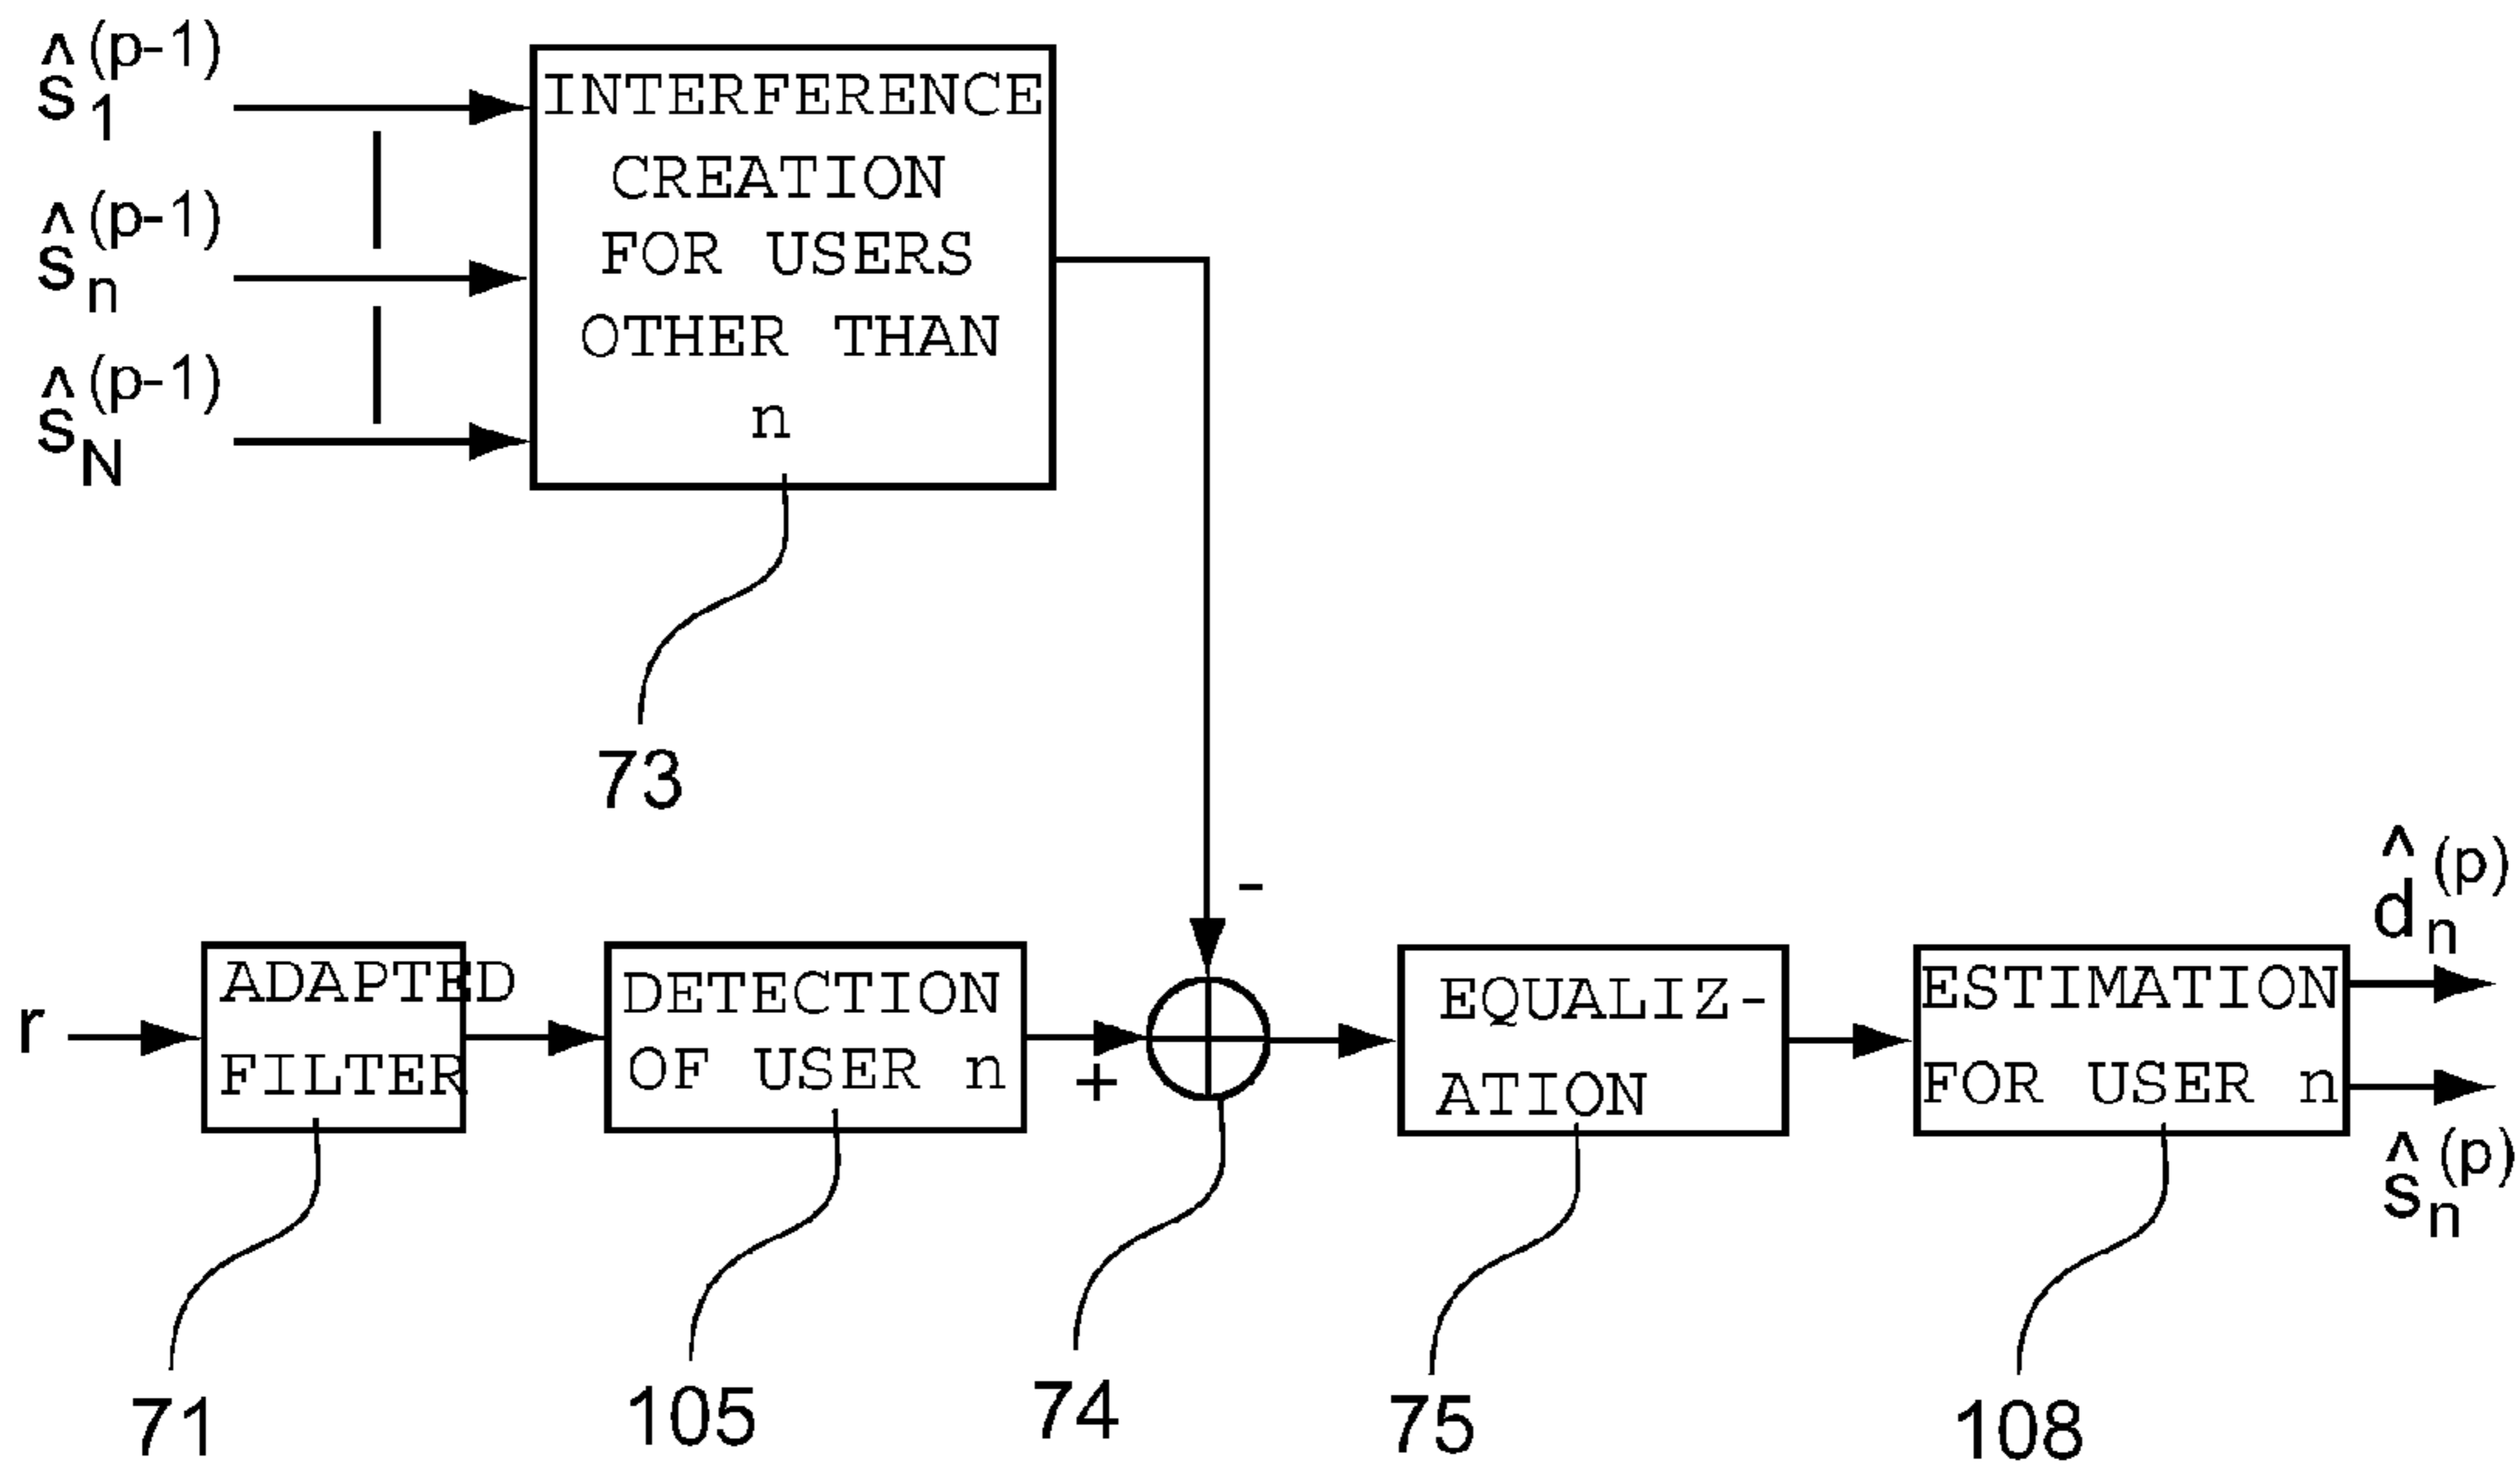 ŝ₁^(p-1)
ŝₙ^(p-1)
ŝ_N^(p-1)
INTERFERENCE
CREATION
FOR USERS
OTHER THAN
n
73
-
r
ADAPTED
FILTER
DETECTION
OF USER n
+
EQUALIZ-
ATION
ESTIMATION
FOR USER n
d̂ₙ^(p)
ŝₙ^(p)
71
105
74
75
108